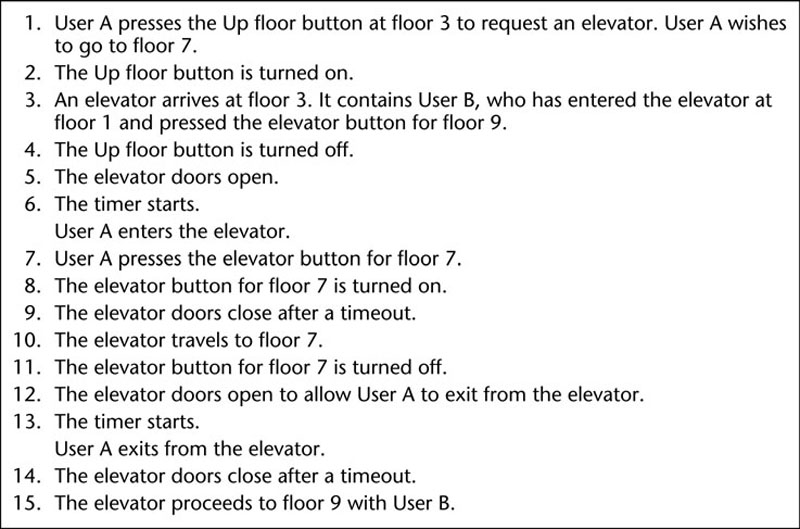 1. User A presses the Up floor button at floor 3 to request an elevator. User A wishes
to go to floor 7.
2. The Up floor button is turned on.
3. An elevator arrives at floor 3. It contains User B, who has entered the elevator at
floor 1 and pressed the elevator button for floor 9.
4. The Up floor button is turned off.
5. The elevator doors open.
6. The timer starts.
User A enters the elevator.
7. User A presses the elevator button for floor 7.
8. The elevator button for floor 7 is turned on.
9. The elevator doors close after a timeout.
10. The elevator travels to floor 7.
11. The elevator button for floor 7 is turned off.
12. The elevator doors open to allow User A to exit from the elevator.
13. The timer starts.
User A exits from the elevator.
14. The elevator doors close after a timeout.
15. The elevator proceeds to floor 9 with User B.